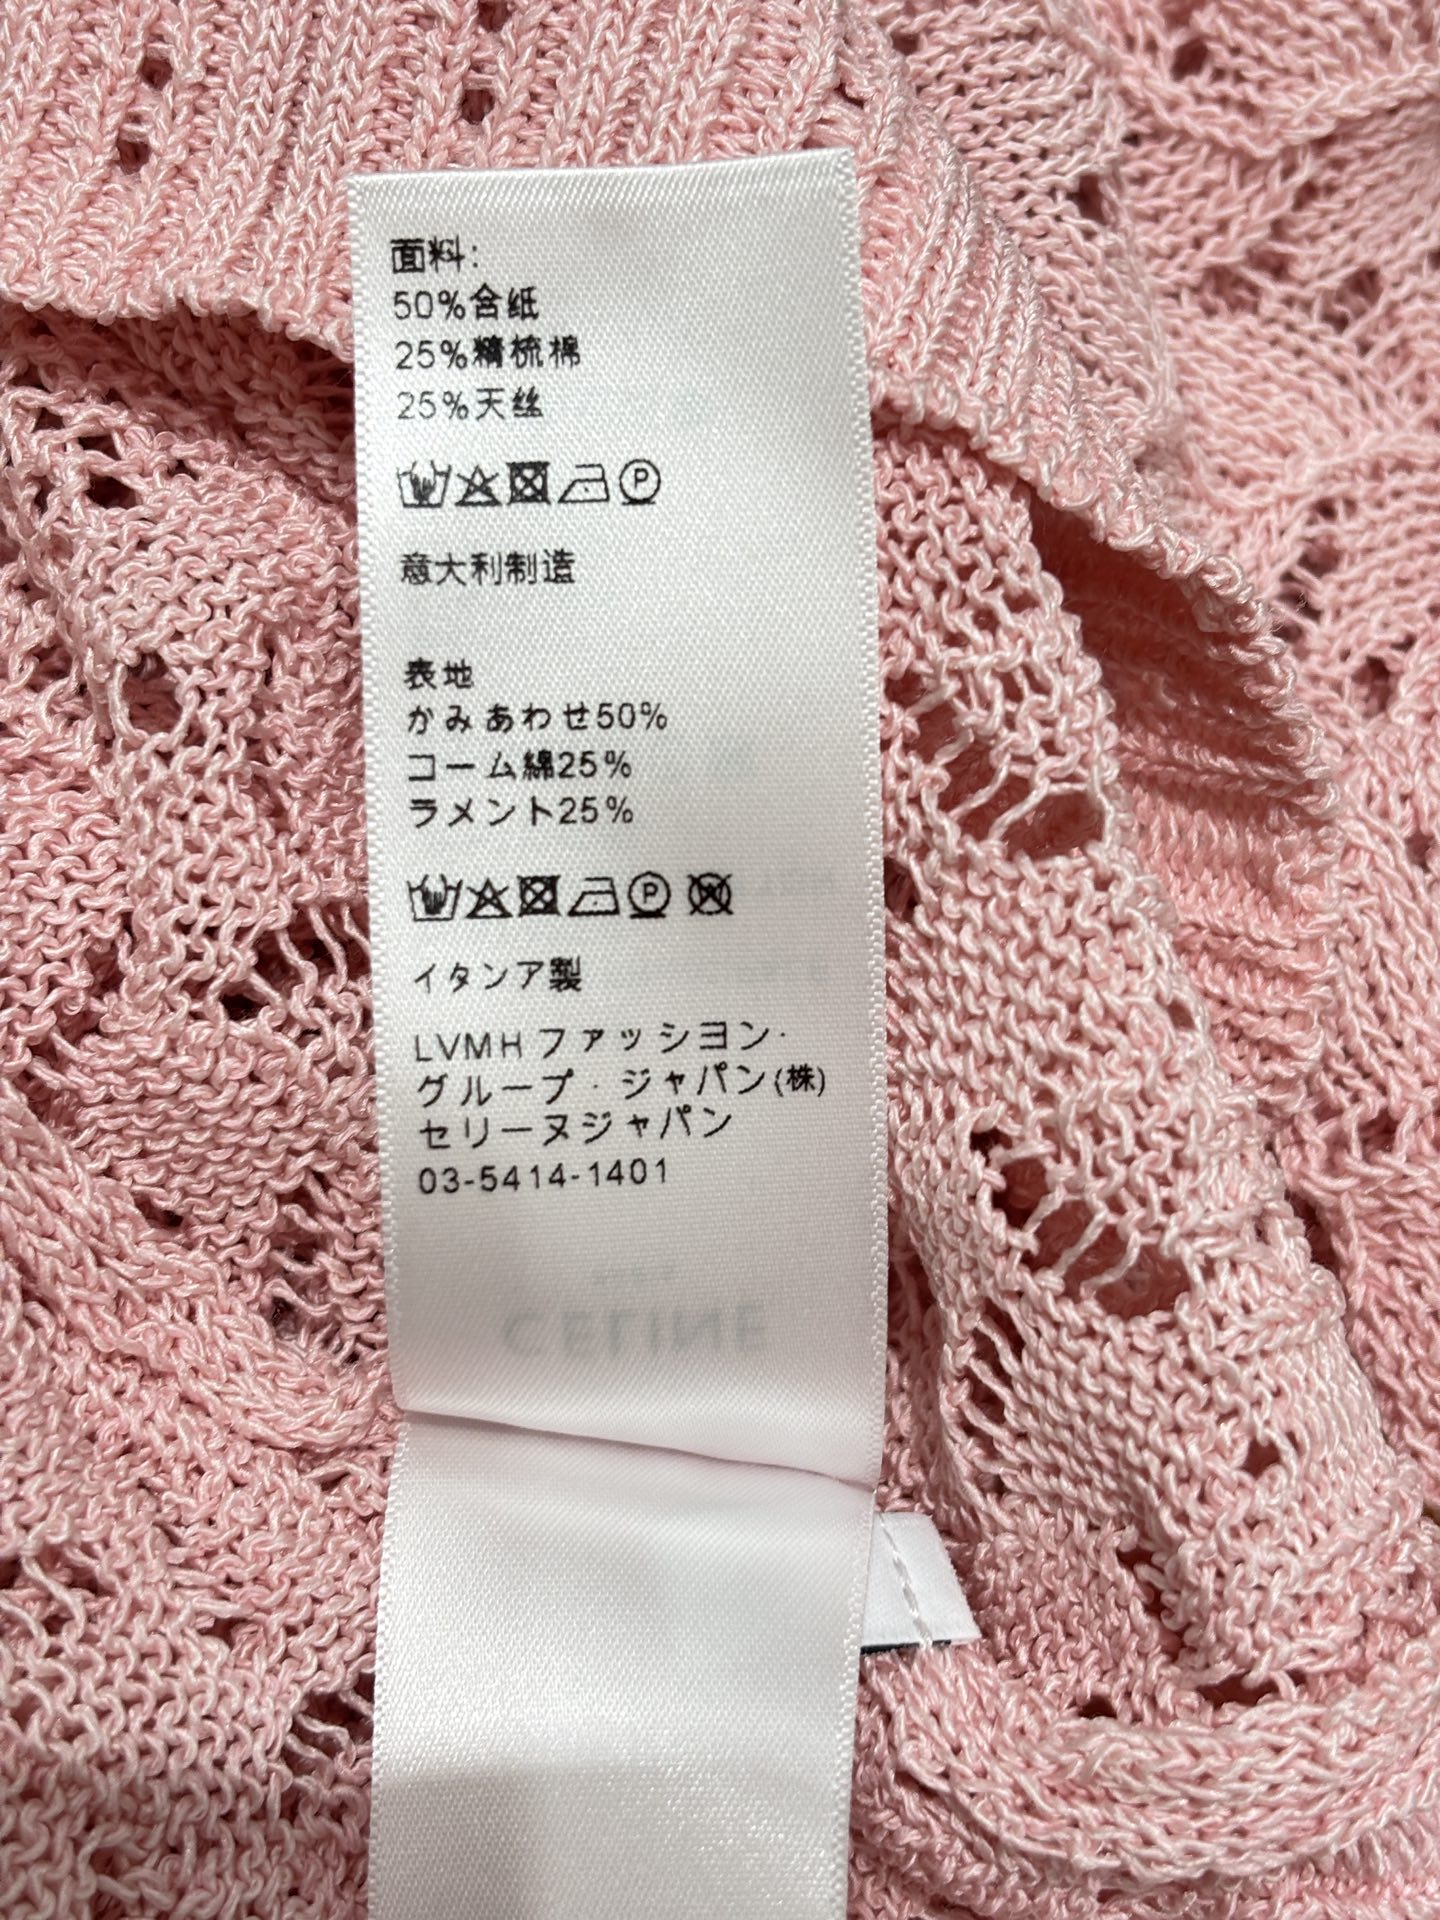 面料:
50%含纸
25%精梳棉
25%天丝
P
意大利制造
表地
かみあわせ50%
コーム綿25%
ラメント25%
P W
イタンア製
LVMH ファッション·
グループ · ジャパン(株)
セリーヌジャパン
03-5414-1401
CELINE